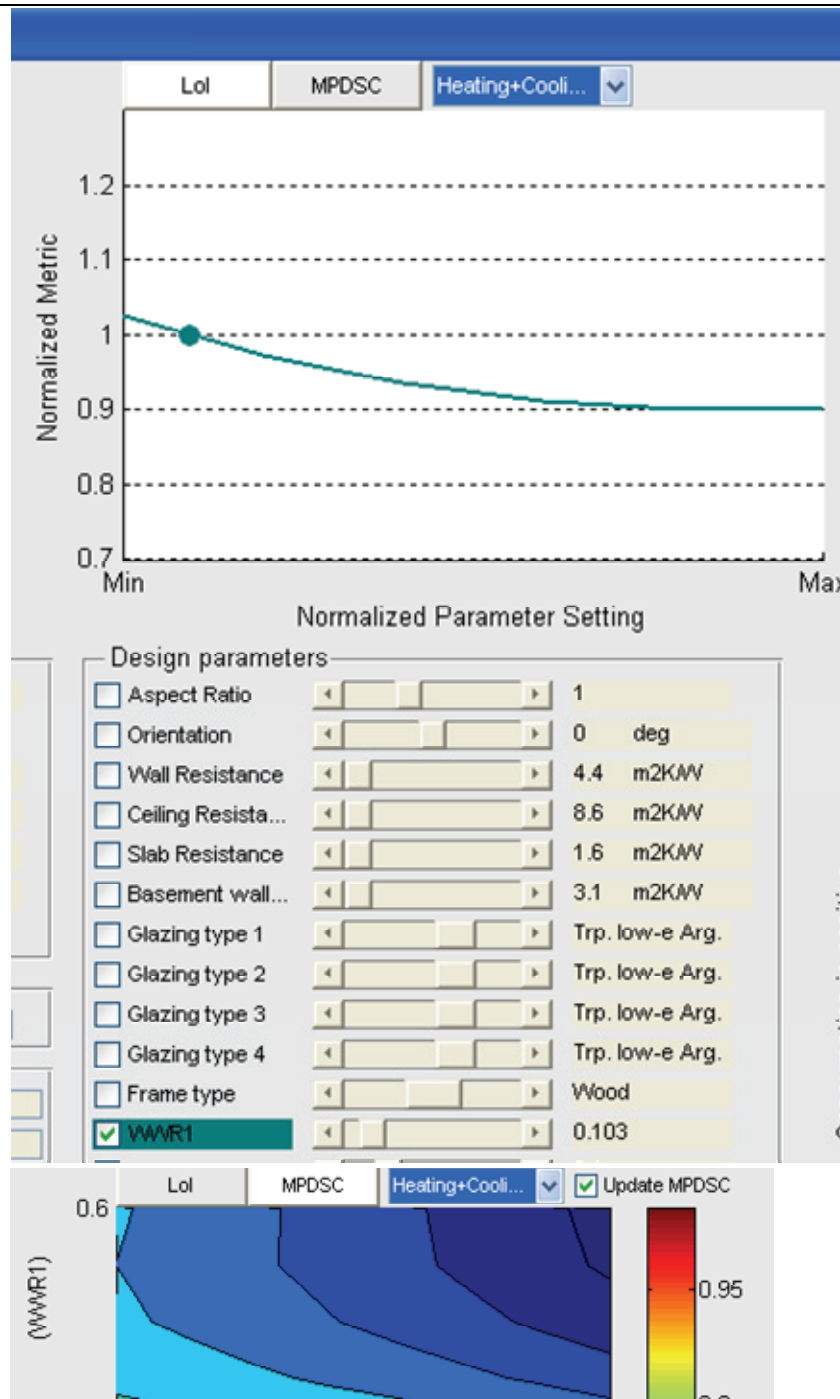 LoI MPDSC Heating+Cooli...
1.2
1.1
1
0.9
0.8
0.7
Normalized Metric
Min Max
Normalized Parameter Setting
Design parameters
Aspect Ratio 1
Orientation 0 deg
Wall Resistance 4.4 m2K/W
Ceiling Resista... 8.6 m2K/W
Slab Resistance 1.6 m2K/W
Basement wall... 3.1 m2K/W
Glazing type 1 Trp. low-e Arg.
Glazing type 2 Trp. low-e Arg.
Glazing type 3 Trp. low-e Arg.
Glazing type 4 Trp. low-e Arg.
Frame type Wood
WWR1 0.103
LoI MPDSC Heating+Cooli... Update MPDSC
0.6
(WWR1)
0.95